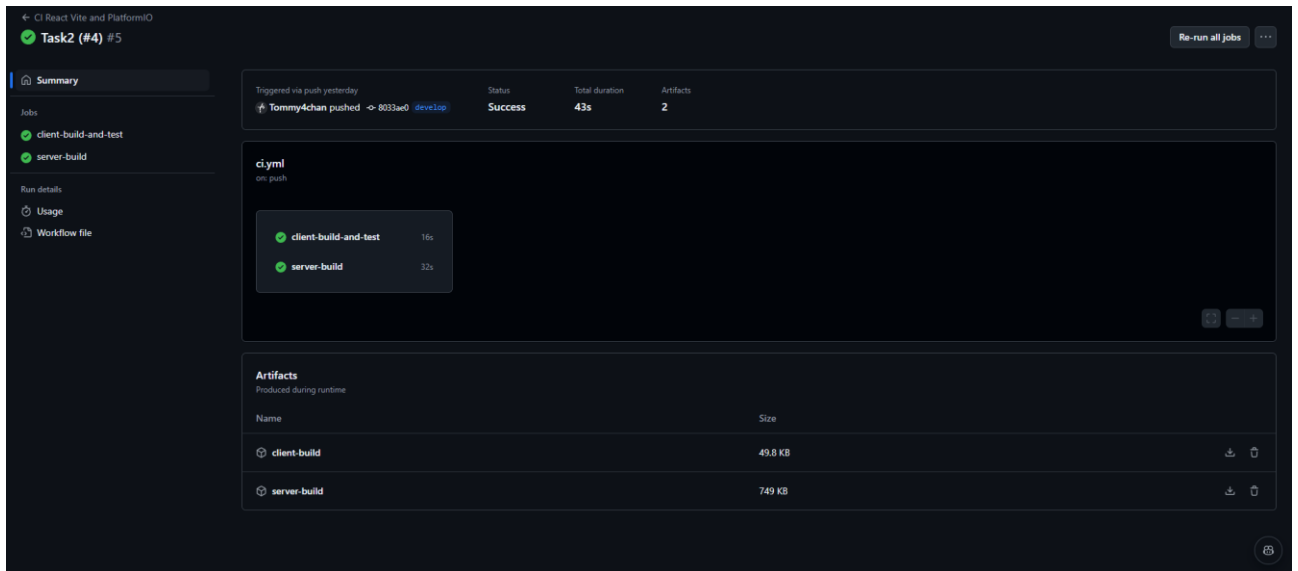 ← CI React Vite and PlatformIO
Task2 (#4) #5
Re-run all jobs ...
Summary
Jobs
client-build-and-test
server-build
Run details
Usage
Workflow file
Triggered via push yesterday
Tommy4chan pushed 8033ae0 develop
Status
Success
Total duration
43s
Artifacts
2
ci.yml
on: push
client-build-and-test 16s
server-build 32s
Artifacts
Produced during runtime
Name Size
client-build 49.8 KB
server-build 749 KB